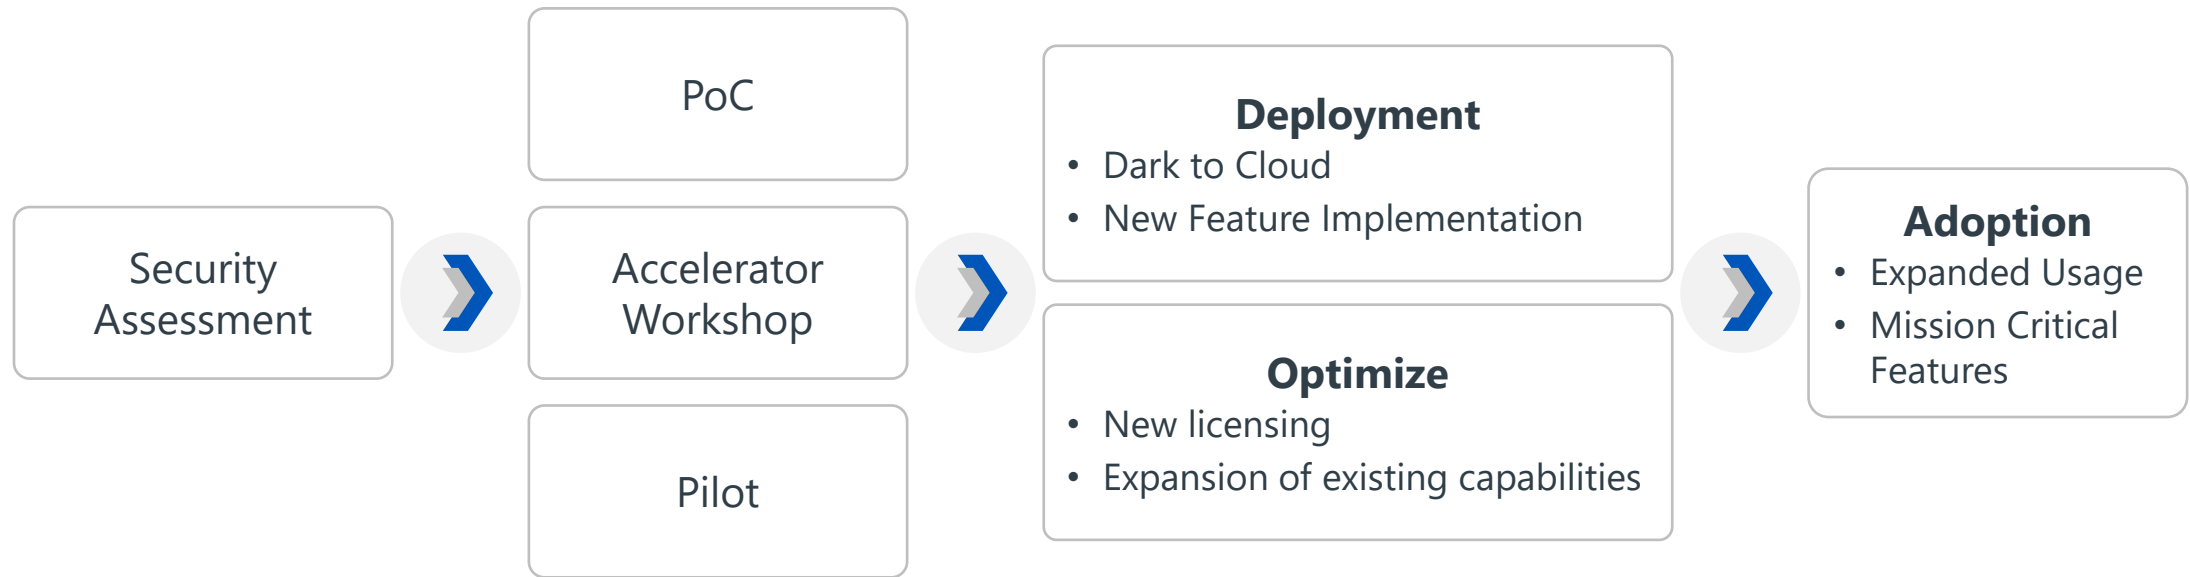 Security
Assessment
PoC
Accelerator
Workshop
Pilot
Deployment
• Dark to Cloud
• New Feature Implementation
Optimize
• New licensing
• Expansion of existing capabilities
Adoption
• Expanded Usage
• Mission Critical
Features